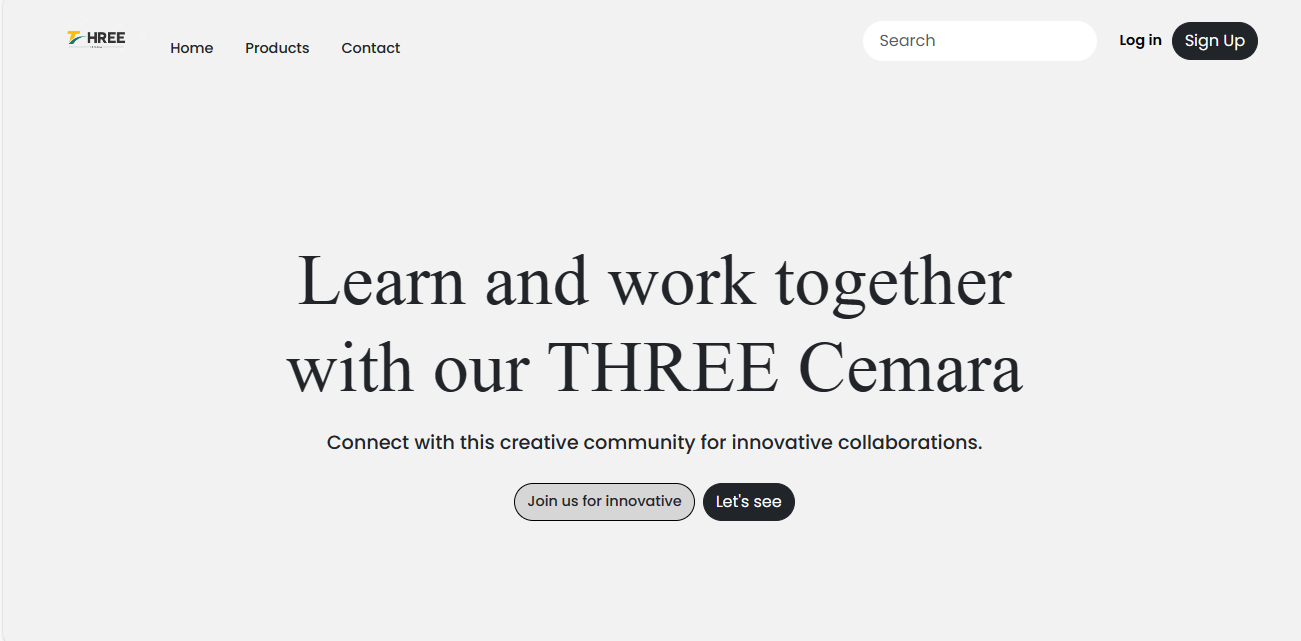 THREE
Home
Products
Contact
Search
Log in
Sign Up
Learn and work together
with our THREE Cemara
Connect with this creative community for innovative collaborations.
Join us for innovative
Let's see